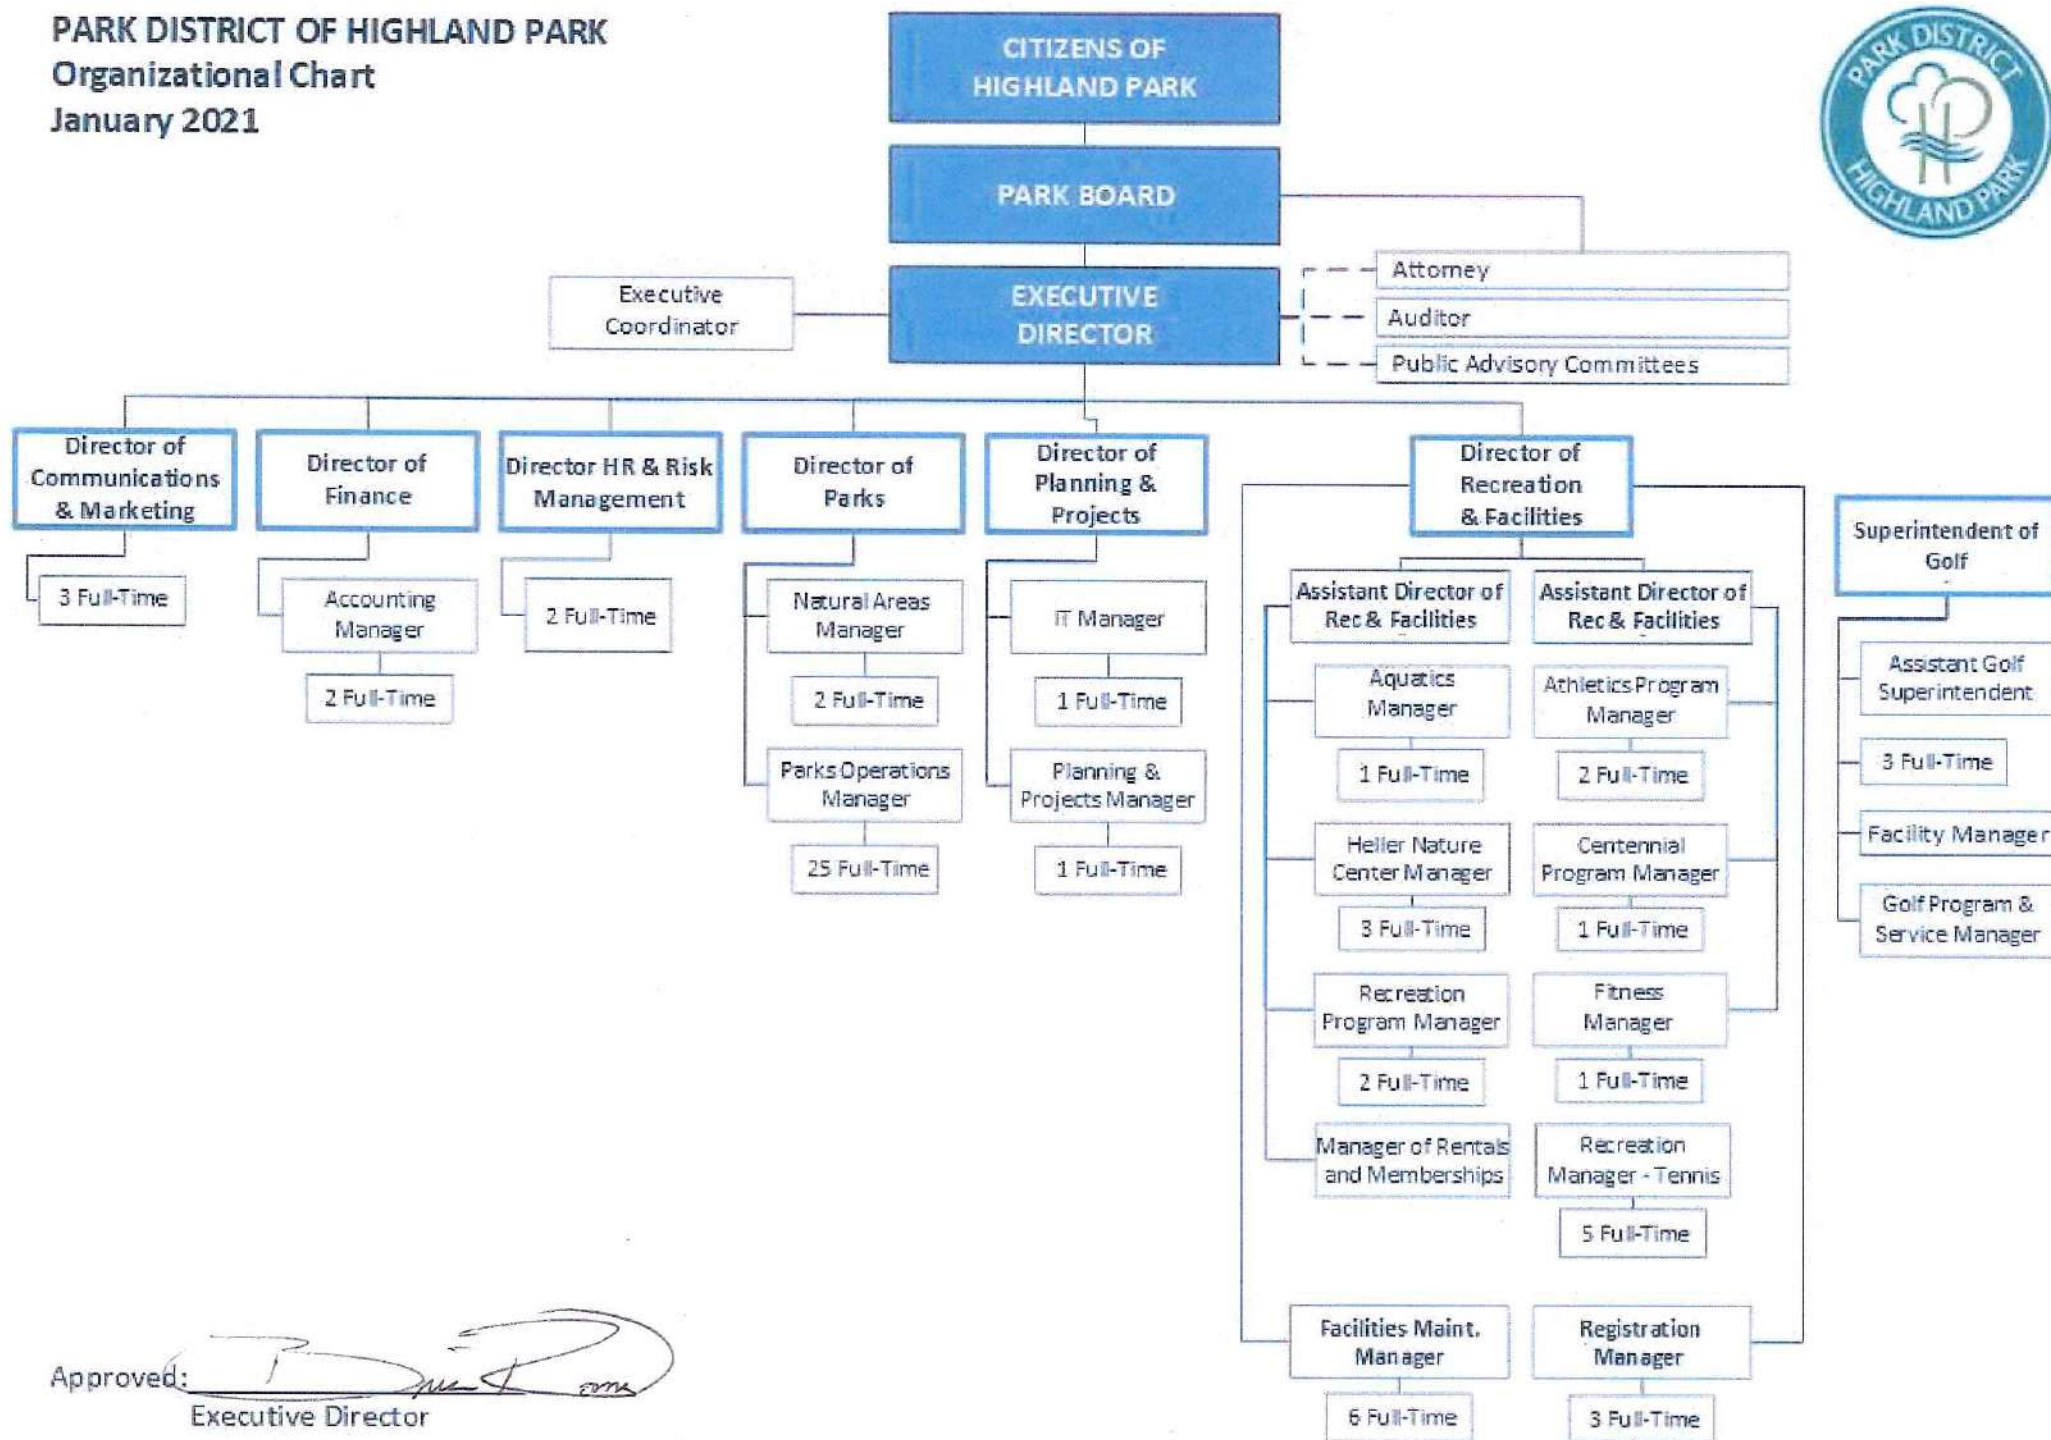 PARK DISTRICT OF HIGHLAND PARK
Organizational Chart
January 2021
CITIZENS OF
HIGHLAND PARK
PARK DISTRICT
HIGHLAND PARK
PARK BOARD
Executive
Coordinator
EXECUTIVE
DIRECTOR
Attorney
Auditor
Public Advisory Committees
Director of
Communications
& Marketing
3 Full-Time
Director of
Finance
Accounting
Manager
2 Full-Time
Director HR & Risk
Management
2 Full-Time
Director of
Parks
Natural Areas
Manager
2 Full-Time
Parks Operations
Manager
25 Full-Time
Director of
Planning &
Projects
IT Manager
1 Full-Time
Planning &
Projects Manager
1 Full-Time
Director of
Recreation
& Facilities
Assistant Director of
Rec & Facilities
Aquatics
Manager
1 Full-Time
Heller Nature
Center Manager
3 Full-Time
Recreation
Program Manager
2 Full-Time
Manager of Rentals
and Memberships
Assistant Director of
Rec & Facilities
Athletics Program
Manager
2 Full-Time
Centennial
Program Manager
1 Full-Time
Fitness
Manager
1 Full-Time
Recreation
Manager - Tennis
5 Full-Time
Facilities Maint.
Manager
6 Full-Time
Registration
Manager
3 Full-Time
Superintendent of
Golf
Assistant Golf
Superintendent
3 Full-Time
Facility Manager
Golf Program &
Service Manager
Approved:
Executive Director